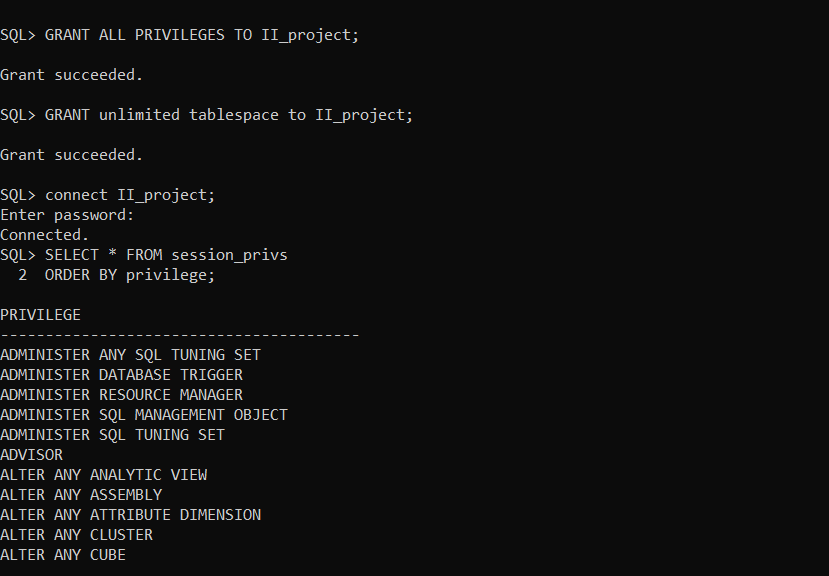 SQL> GRANT ALL PRIVILEGES TO II_project;
Grant succeeded.
SQL> GRANT unlimited tablespace to II_project;
Grant succeeded.
SQL> connect II_project;
Enter password:
Connected.
SQL> SELECT * FROM session_privs
  2  ORDER BY privilege;
PRIVILEGE
----------------------------------------
ADMINISTER ANY SQL TUNING SET
ADMINISTER DATABASE TRIGGER
ADMINISTER RESOURCE MANAGER
ADMINISTER SQL MANAGEMENT OBJECT
ADMINISTER SQL TUNING SET
ADVISOR
ALTER ANY ANALYTIC VIEW
ALTER ANY ASSEMBLY
ALTER ANY ATTRIBUTE DIMENSION
ALTER ANY CLUSTER
ALTER ANY CUBE